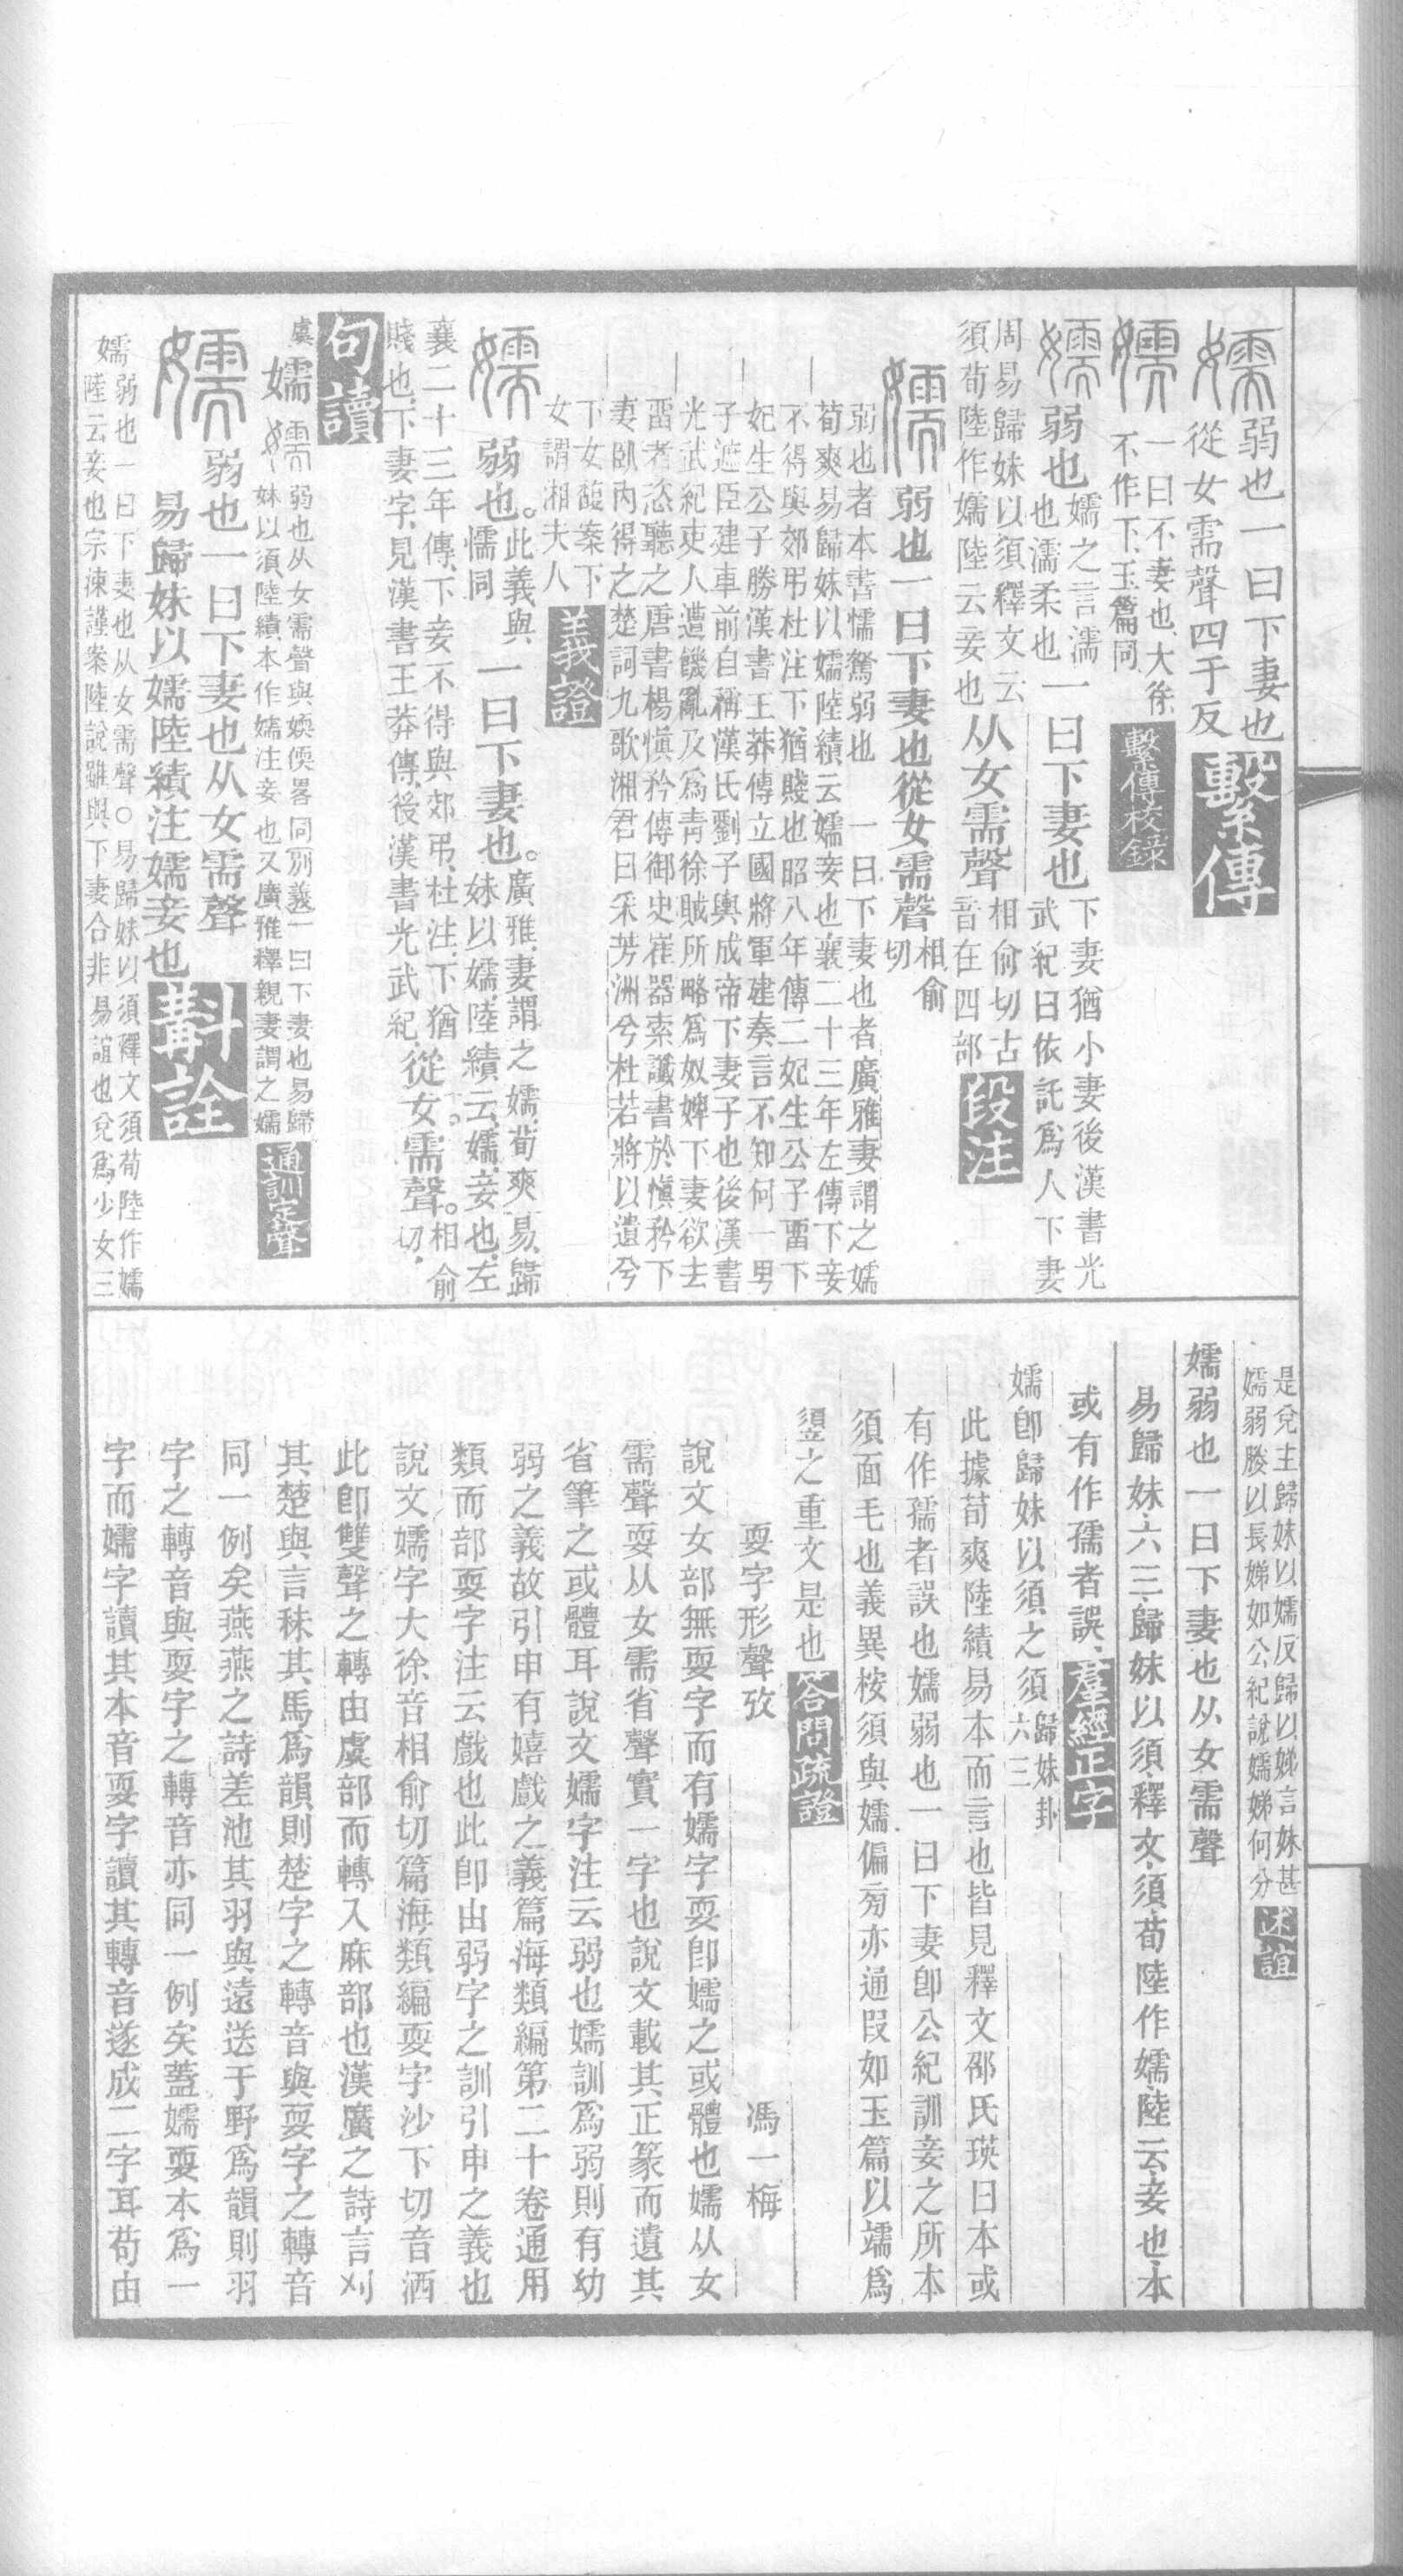 嬬弱也一曰下妻也
從女需聲四于反繫傳
嬬一曰不妻也大徐
不作下玉篇同繫傳校錄
嬬弱也嬬之言濡
也濡柔也一曰下妻也下妻猶小妻後漢書光
武紀曰依託爲人下妻
周易歸妹以須釋文云
須荀陸作嬬陸云妾也从女需聲相俞切古
音在四部段注
嬬弱也一曰下妻也從女需聲相俞
切
弱也者本書懦駑弱也 一曰下妻也者廣雅妻謂之嬬
荀爽易歸妹以嬬陸績云嬬妾也襄二十三年左傳下妾
不得與郊弔杜注下猶賤也昭八年傳二妃生公子畱下
妃生公子勝漢書王莽傳立國將軍建奏言不知何一男
子遮臣建車前自稱漢氏劉子輿成帝下妻子也後漢書
光武紀吏人遭饑亂及爲青徐賊所略爲奴婢下妻欲去
畱者恣聽之唐書楊愼矜傳御史崔器索讖書於愼矜下
妻臥內得之楚詞九歌湘君曰采芳洲兮杜若將以遺兮
下女馥案下
女謂湘夫人義證
嬬弱也。此義與
懦同一曰下妻也。廣雅、妻謂之嬬、荀爽易、歸
妹以嬬、陸績云、嬬、妾也、左
襄二十三年傳、下妾不得與郊弔、杜注、下猶
賤也、下妻字、見漢書王莽傳、後漢書光武紀、從女需聲。相俞
切、
句讀
虞嬬嬬弱也从女需聲與媆偄畧同別義一曰下妻也易歸
妹以須陸績本作嬬注妾也又廣雅釋親妻謂之嬬通訓定聲
嬬弱也一曰下妻也从女需聲
易歸妹以嬬陸績注嬬妾也斠詮
嬬弱也一曰下妻也从女需聲○易歸妹以須釋文須荀陸作嬬
陸云妾也宗涑謹案陸說雖與下妻合非易誼也兌爲少女三
是兌主歸妹以嬬反歸以娣言妹甚
嬬弱媵以長娣如公紀說嬬娣何分述誼
嬬弱也一曰下妻也从女需聲
易歸妹六三歸妹以須釋文須荀陸作嬬陸云妾也本
或有作孺者誤羣經正字
嬬卽歸妹以須之須歸妹卦
六三
此據荀爽陸績易本而言也皆見釋文邵氏瑛曰本或
有作孺者誤也嬬弱也一曰下妻卽公紀訓妾之所本
須面毛也義異桉須與嬬偏旁亦通叚如玉篇以䇓爲
䇓之重文是也答問疏證
耍字形聲攷 馮一梅
說文女部無耍字而有嬬字耍卽嬬之或體也嬬从女
需聲耍从女需省聲實一字也說文載其正篆而遺其
省筆之或體耳說文嬬字注云弱也嬬訓爲弱則有幼
弱之義故引申有嬉戲之義篇海類編第二十卷通用
類而部耍字注云戲也此卽由弱字之訓引申之義也
說文嬬字大徐音相俞切篇海類編耍字沙下切音洒
此卽雙聲之轉由虞部而轉入麻部也漢廣之詩言刈
其楚與言秣其馬爲韻則楚字之轉音與耍字之轉音
同一例矣燕燕之詩差池其羽與遠送于野爲韻則羽
字之轉音與耍字之轉音亦同一例矣蓋嬬耍本爲一
字而嬬字讀其本音耍字讀其轉音遂成二字耳苟由